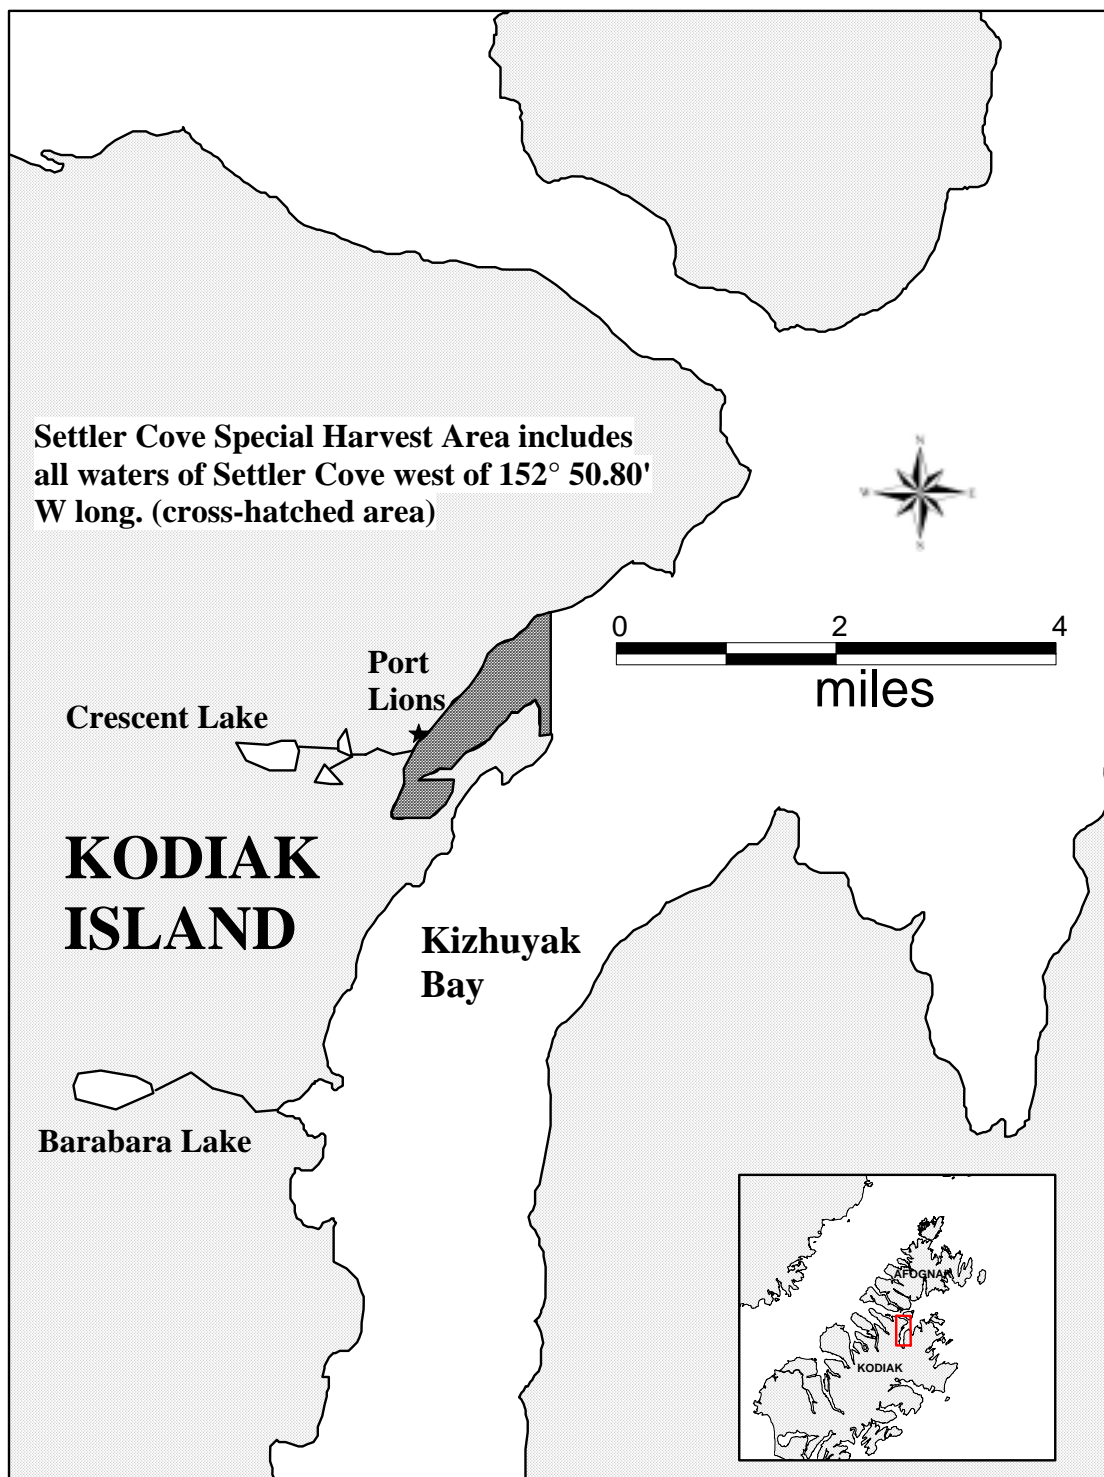 Settler Cove Special Harvest Area includes
all waters of Settler Cove west of 152° 50.80'
W long. (cross-hatched area)
N
W E
S
0 2 4
miles
Port
Lions
Crescent Lake
KODIAK
ISLAND
Kizhuyak
Bay
Barabara Lake
AFOGNAK
KODIAK